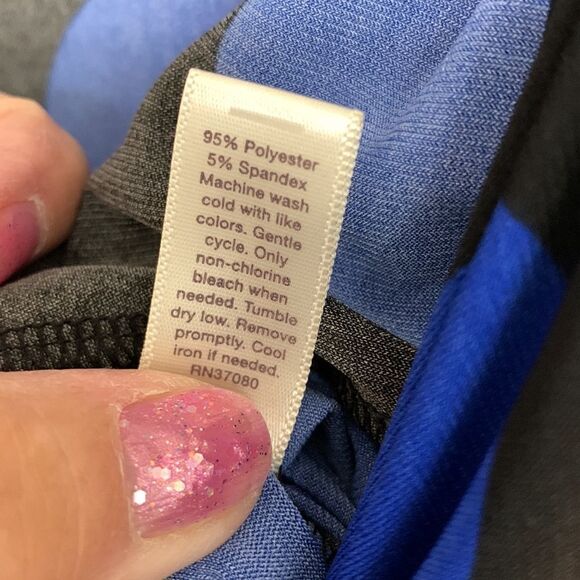 95% Polyester
5% Spandex
Machine wash
cold with like
colors. Gentle
cycle. Only
non-chlorine
bleach when
needed. Tumble
dry low. Remove
promptly. Cool
iron if needed.
RN37080